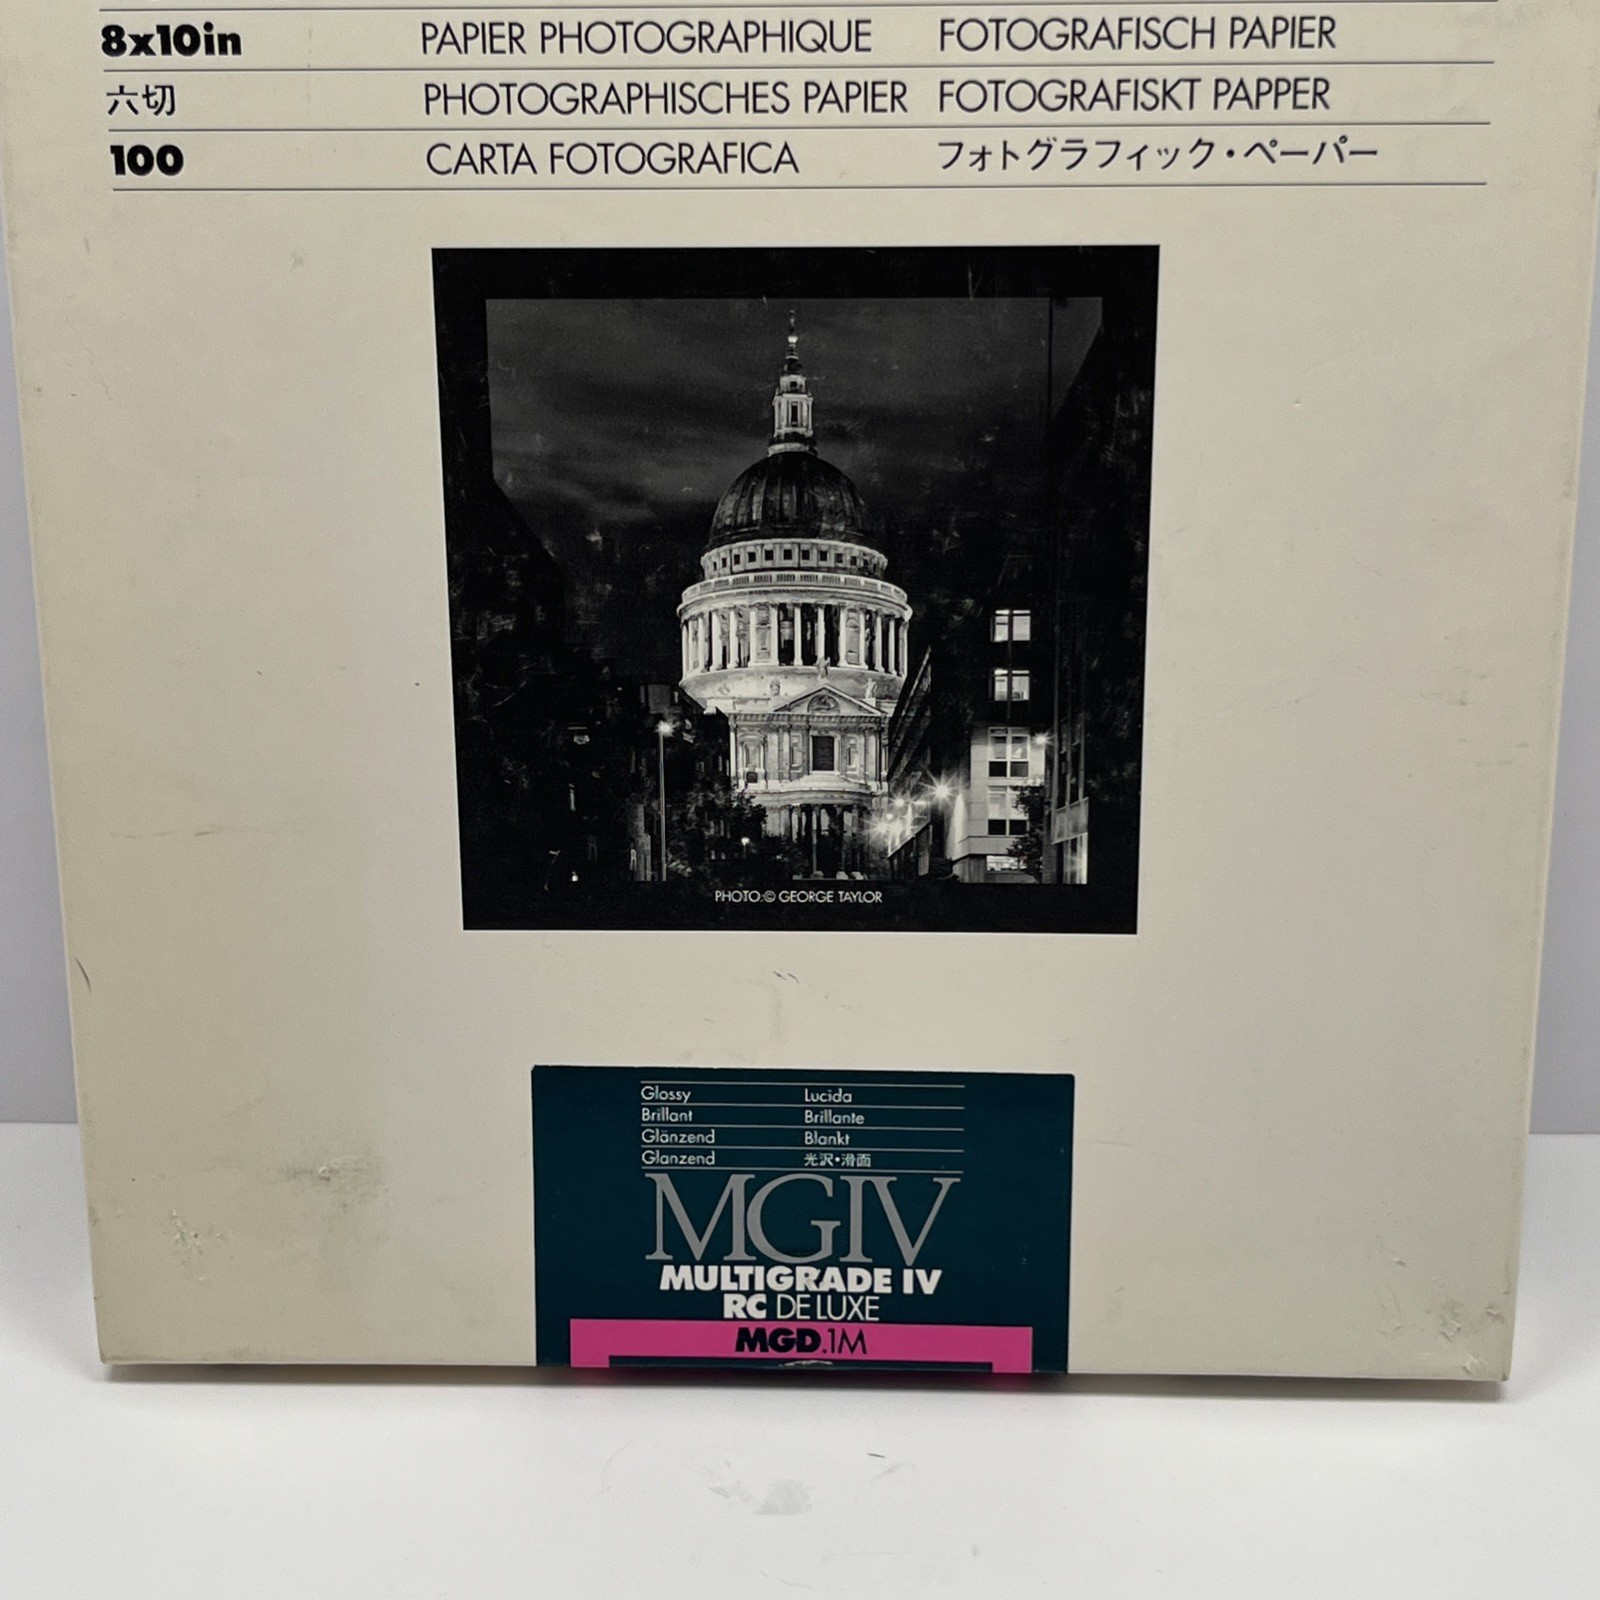 8x10in PAPIER PHOTOGRAPHIQUE FOTOGRAFISCH PAPIER
六切 PHOTOGRAPHISCHES PAPIER FOTOGRAFISKT PAPPER
100 CARTA FOTOGRAFICA フォトグラフィック・ペーパー
PHOTO:© GEORGE TAYLOR
Glossy Lucida
Brillant Brillante
Glänzend Blankt
Glanzend 光沢・滑面
MGIV
MULTIGRADE IV
RC DE LUXE
MGD.1M